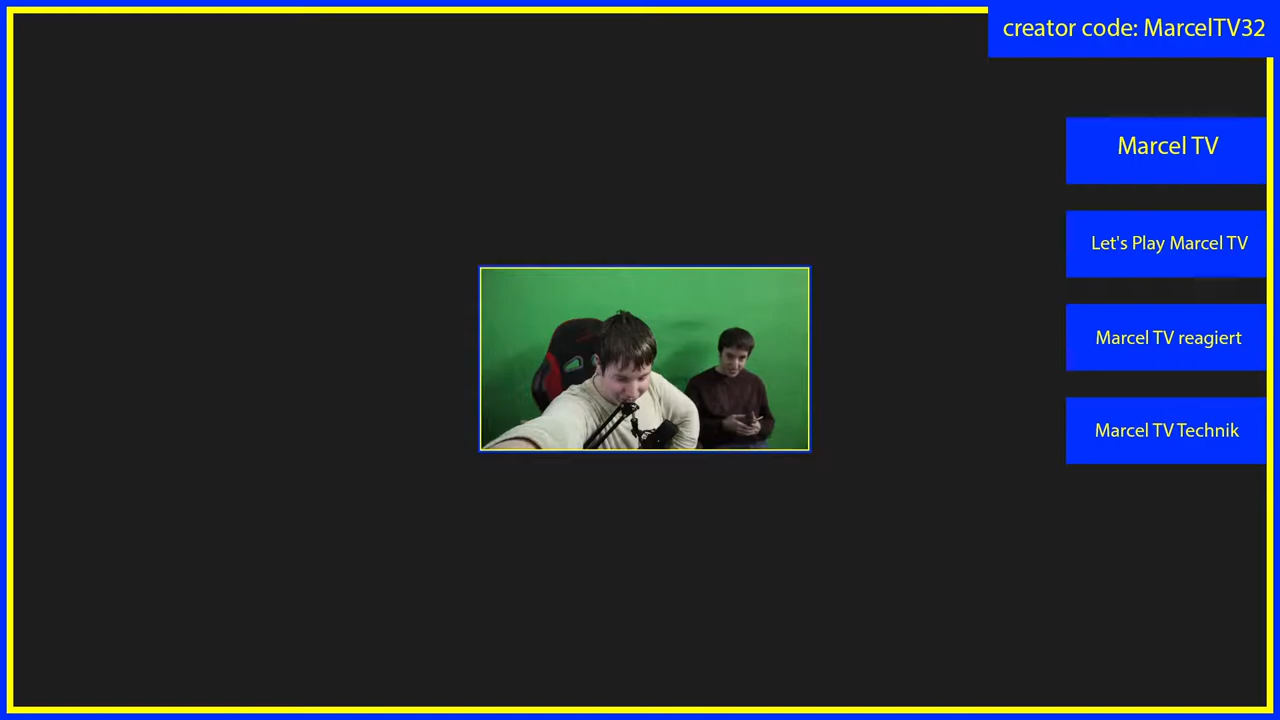 creator code: MarcelTV32
Marcel TV
Let's Play Marcel TV
Marcel TV reagiert
Marcel TV Technik